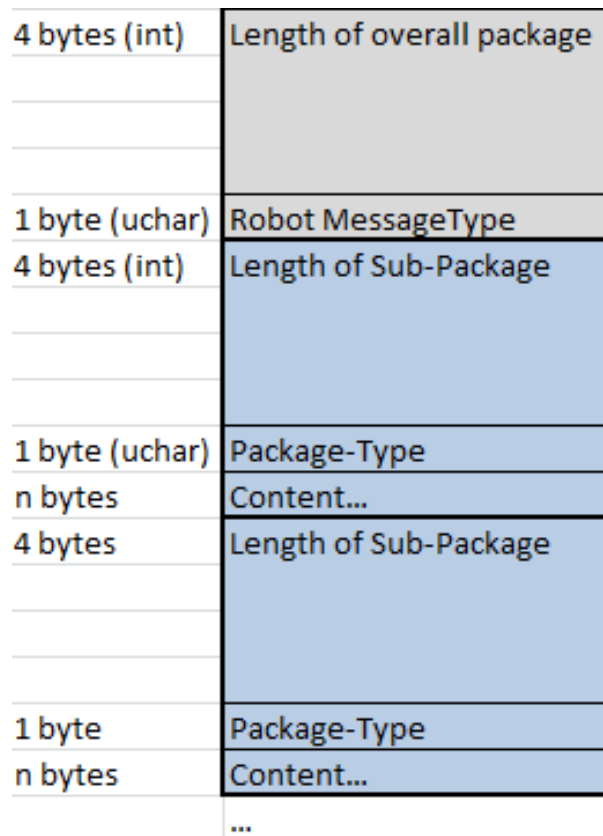 4 bytes (int) Length of overall package
1 byte (uchar) Robot MessageType
4 bytes (int) Length of Sub-Package
1 byte (uchar) Package-Type
n bytes Content...
4 bytes Length of Sub-Package
1 byte Package-Type
n bytes Content...
...